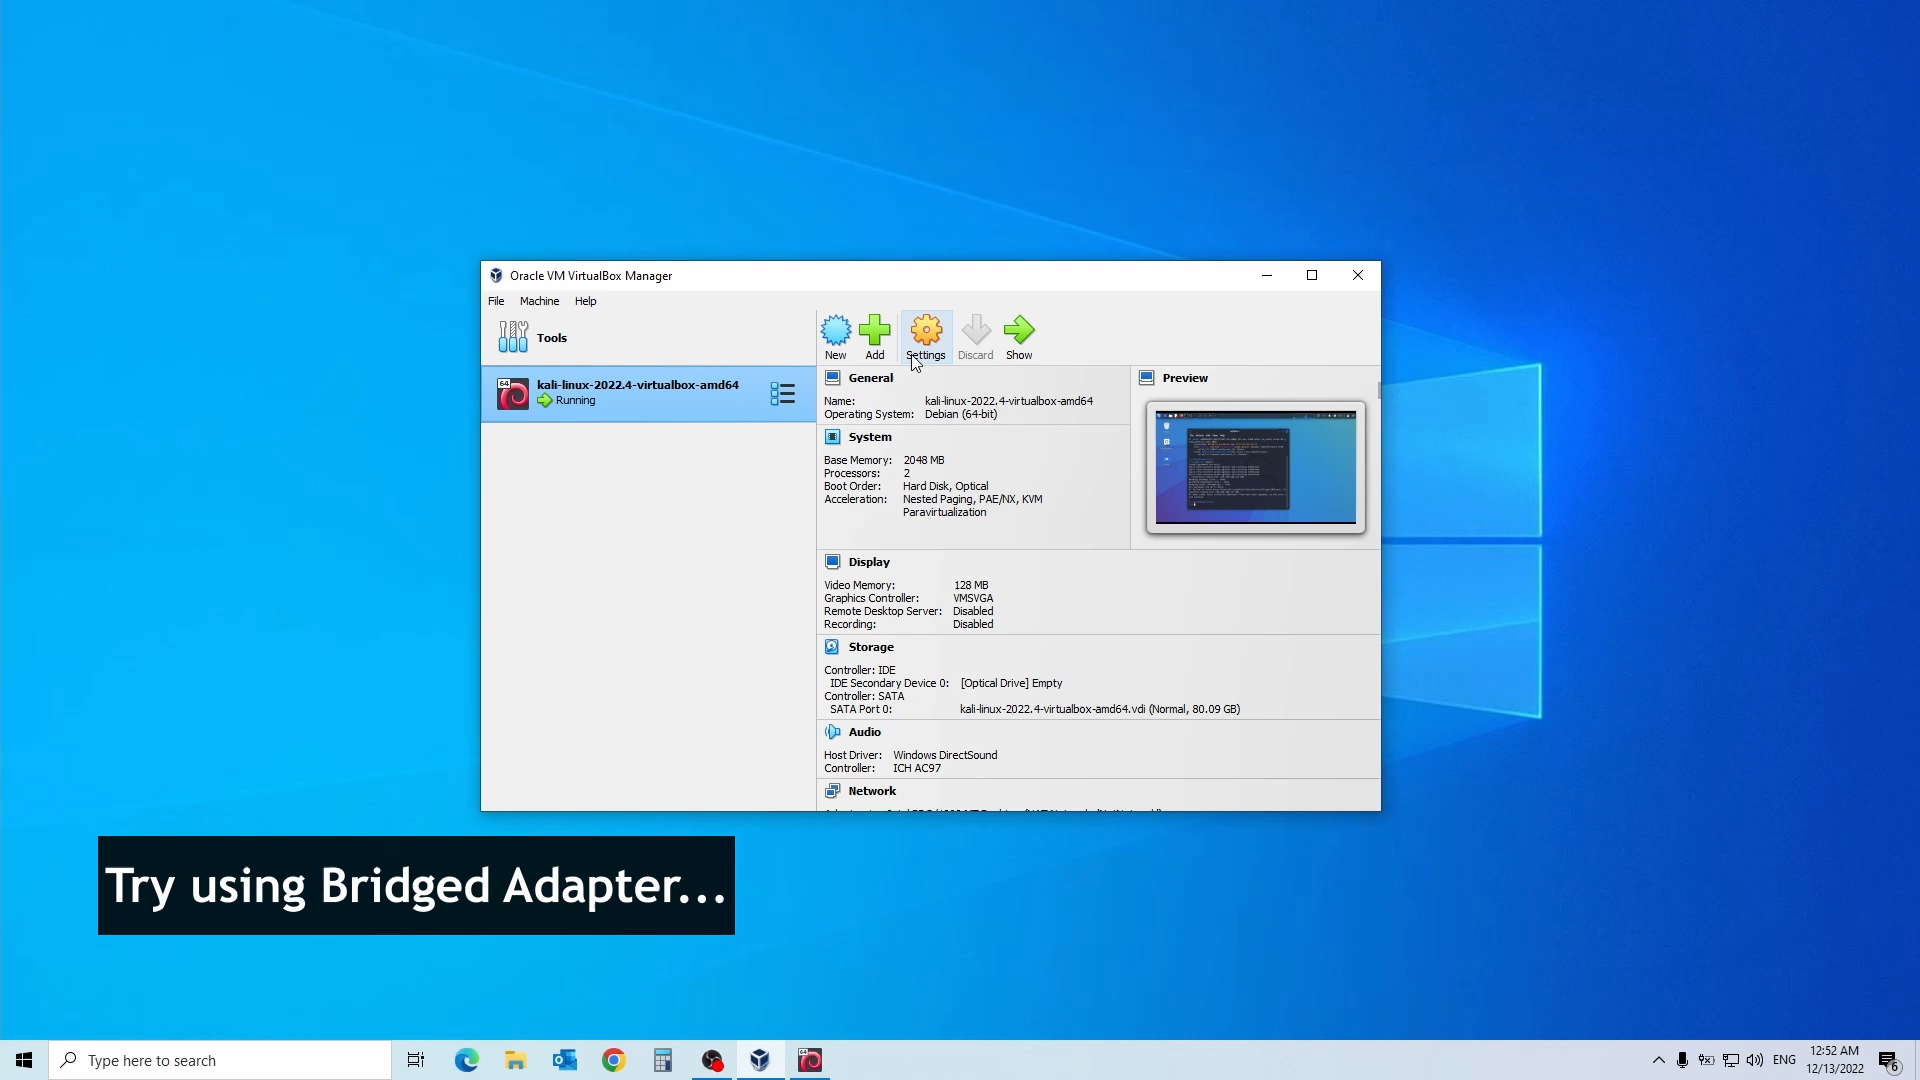 Oracle VM VirtualBox Manager
File Machine Help
Tools
New Add Settings Discard Show
64
kali-linux-2022.4-virtualbox-amd64
Running
General
Name: kali-linux-2022.4-virtualbox-amd64
Operating System: Debian (64-bit)
Preview
System
Base Memory: 2048 MB
Processors: 2
Boot Order: Hard Disk, Optical
Acceleration: Nested Paging, PAE/NX, KVM
Paravirtualization
Display
Video Memory: 128 MB
Graphics Controller: VMSVGA
Remote Desktop Server: Disabled
Recording: Disabled
Storage
Controller: IDE
IDE Secondary Device 0: [Optical Drive] Empty
Controller: SATA
SATA Port 0: kali-linux-2022.4-virtualbox-amd64.vdi (Normal, 80.09 GB)
Audio
Host Driver: Windows DirectSound
Controller: ICH AC97
Network
Try using Bridged Adapter...
Type here to search
64
ENG
12:52 AM
12/13/2022
6